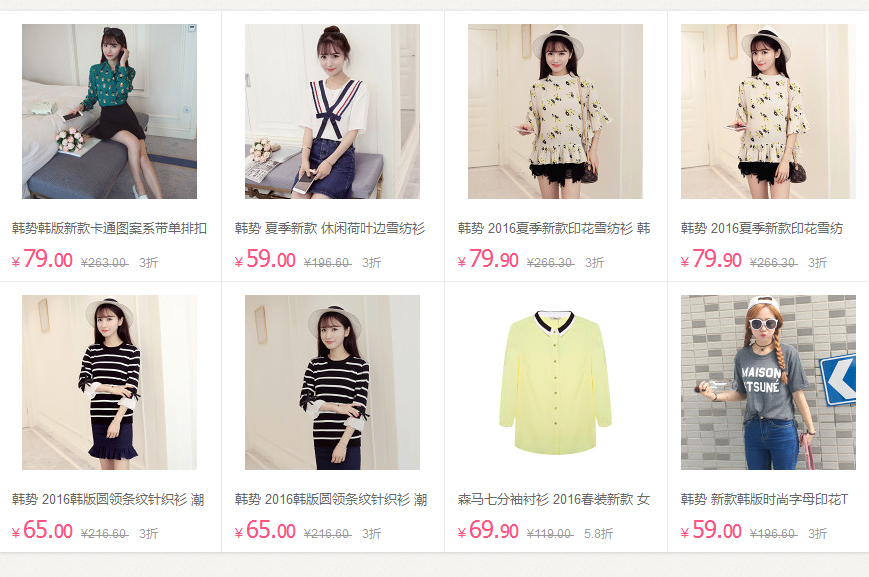 韩势韩版新款卡通图案系带单排扣
¥ 79.00 ¥263.00 3折
韩势 夏季新款 休闲荷叶边雪纺衫
¥ 59.00 ¥196.60 3折
韩势 2016夏季新款印花雪纺衫 韩
¥ 79.90 ¥266.30 3折
韩势 2016夏季新款印花雪纺
¥ 79.90 ¥266.30 3折
韩势 2016韩版圆领条纹针织衫 潮
¥ 65.00 ¥216.60 3折
韩势 2016韩版圆领条纹针织衫 潮
¥ 65.00 ¥216.60 3折
森马七分袖衬衫 2016春装新款 女
¥ 69.90 ¥119.00 5.8折
MAISON
KITSUNÉ
韩势 新款韩版时尚字母印花T
¥ 59.00 ¥196.60 3折